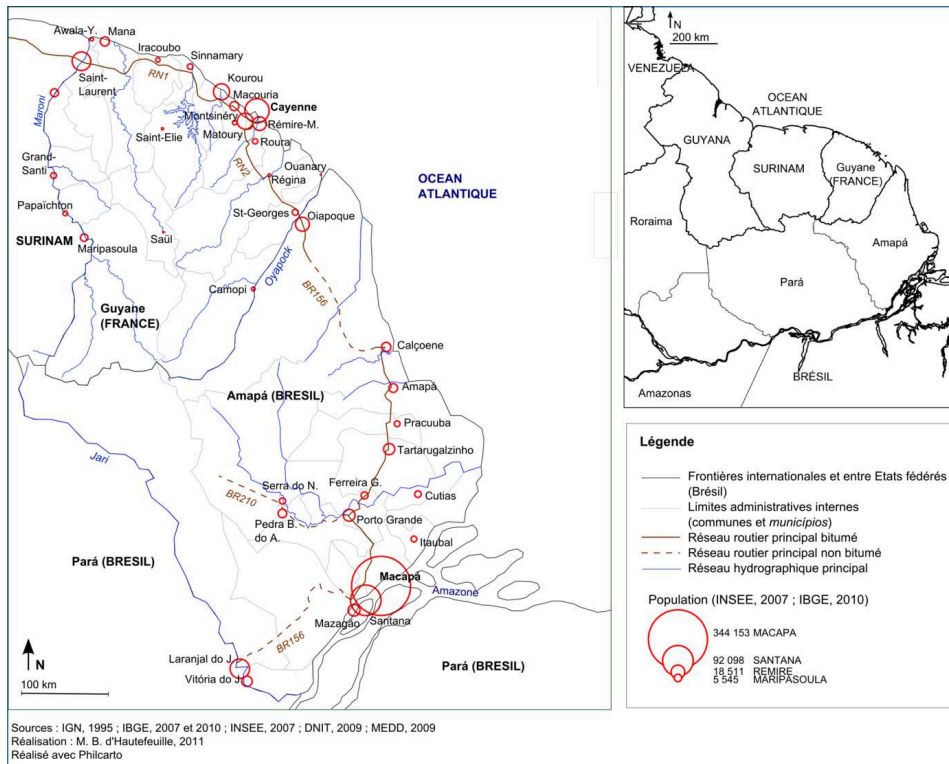 Awala-Y.
Mana
Iracoubo
Sinnamary
Saint-
Laurent
RN1
Kourou
Macouria
Cayenne
Maroni
Montsinéry
Rémire-M.
Saint-Elie
Matoury
Roura
Grand-
Santi
RN2
Ouanary
Régina
OCEAN
ATLANTIQUE
Papaïchton
St-Georges
Oiapoque
SURINAM
Saül
Maripasoula
Oyapock
Camopi
BR156
Guyane
(FRANCE)
Calçoene
Amapá (BRESIL)
Amapá
Pracuuba
Jari
Tartarugalzinho
Serra do N.
Ferreira G.
Cutias
BR210
Pedra B.
do A.
Porto Grande
Itaubal
Pará (BRESIL)
Macapá
Amazone
Mazagão
Santana
BR156
Laranjal do J.
Vitória do J.
Pará (BRESIL)
N
100 km
N
200 km
VENEZUELA
OCEAN
ATLANTIQUE
GUYANA
SURINAM
Guyane
(FRANCE)
Roraima
Amapá
Pará
Amazonas
BRÉSIL
Légende
Frontières internationales et entre Etats fédérés
(Brésil)
Limites administratives internes
(communes et municípios)
Réseau routier principal bitumé
Réseau routier principal non bitumé
Réseau hydrographique principal
Population (INSEE, 2007 ; IBGE, 2010)
344 153 MACAPA
92 098 SANTANA
18 511 REMIRE
5 545 MARIPASOULA
Sources : IGN, 1995 ; IBGE, 2007 et 2010 ; INSEE, 2007 ; DNIT, 2009 ; MEDD, 2009
Réalisation : M. B. d'Hautefeuille, 2011
Réalisé avec Philcarto